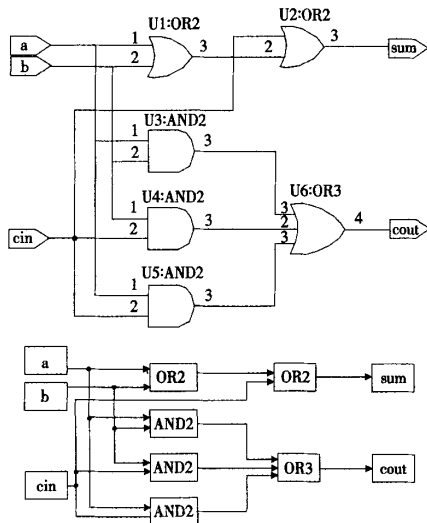 U1:OR2
U2:OR2
a
b
1
2
3
2
3
sum
U3:AND2
1
2
3
U4:AND2
1
2
3
U6:OR3
3
2
3
4
cin
cout
U5:AND2
1
2
3
a
OR2
OR2
sum
b
AND2
cin
AND2
OR3
cout
AND2